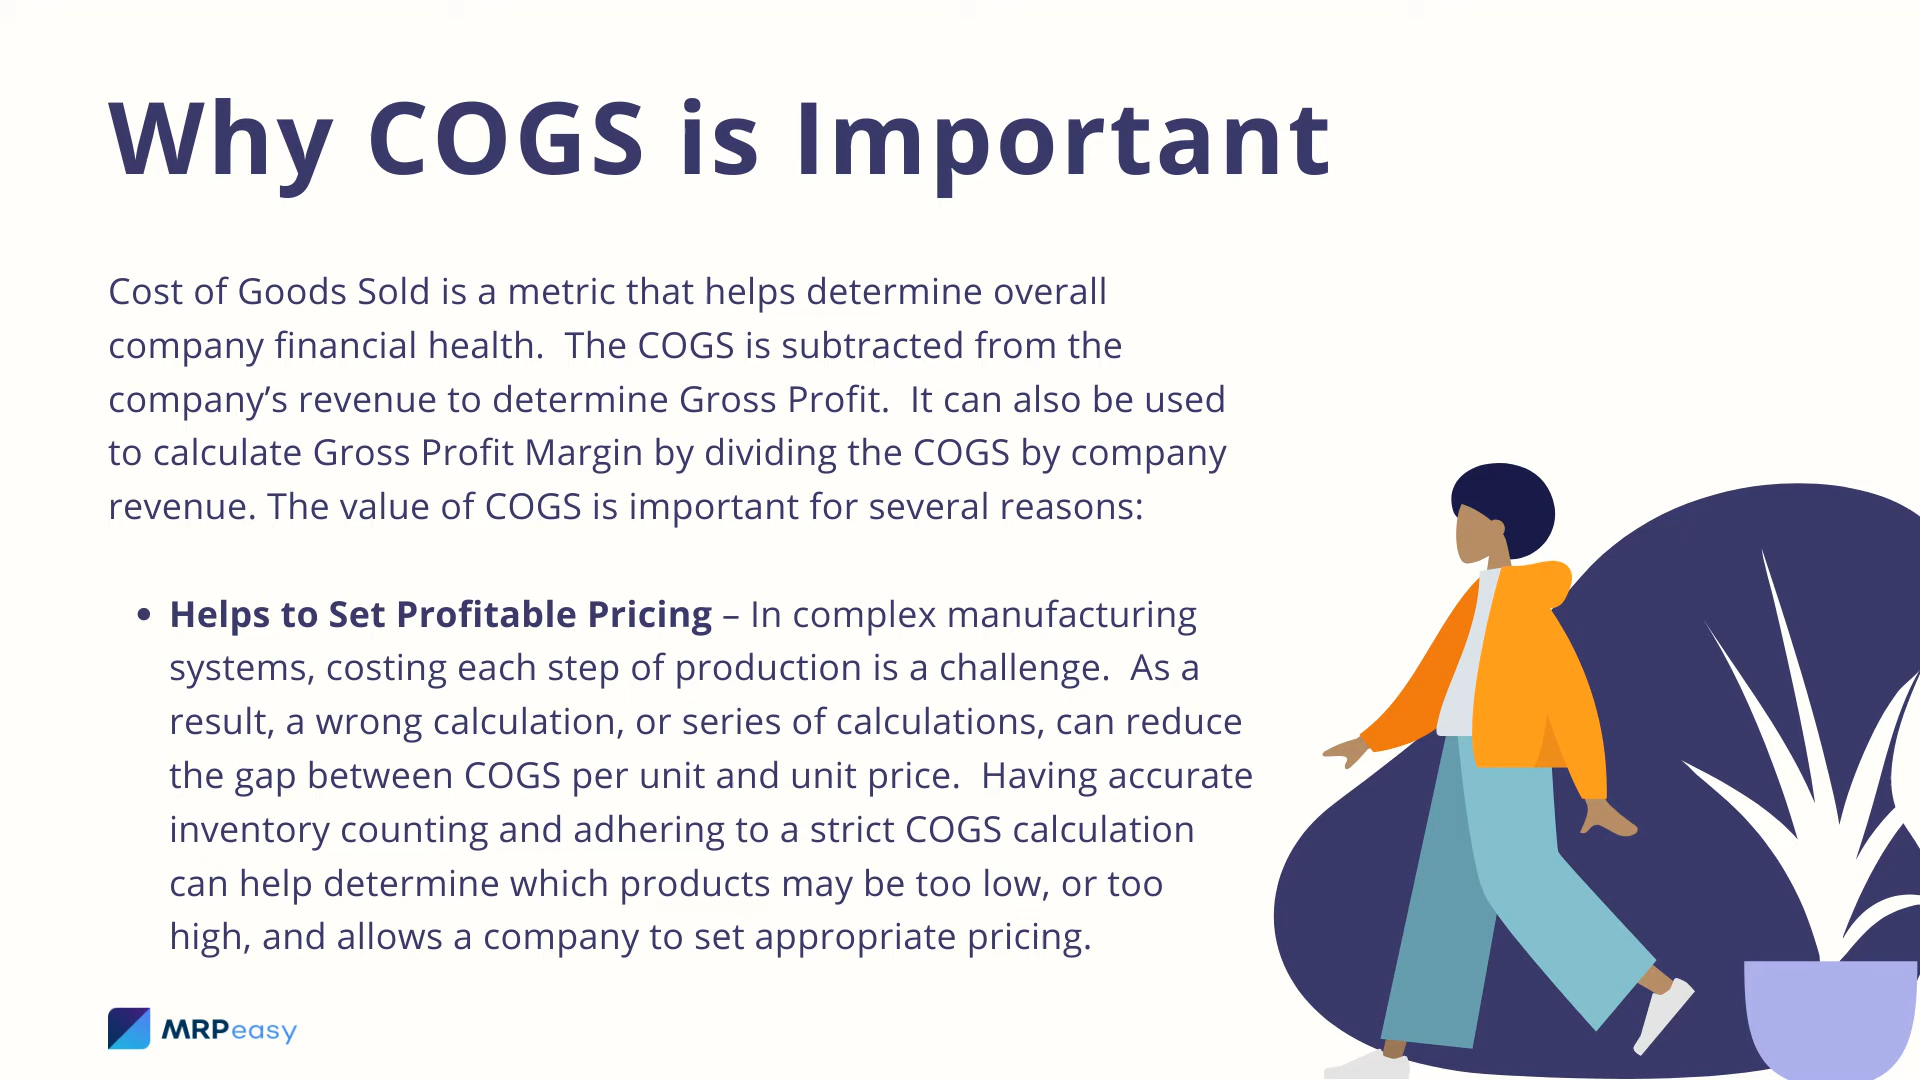 Why COGS is Important
Cost of Goods Sold is a metric that helps determine overall
company financial health.  The COGS is subtracted from the
company’s revenue to determine Gross Profit.  It can also be used
to calculate Gross Profit Margin by dividing the COGS by company
revenue. The value of COGS is important for several reasons:
• Helps to Set Profitable Pricing – In complex manufacturing
systems, costing each step of production is a challenge.  As a
result, a wrong calculation, or series of calculations, can reduce
the gap between COGS per unit and unit price.  Having accurate
inventory counting and adhering to a strict COGS calculation
can help determine which products may be too low, or too
high, and allows a company to set appropriate pricing.
MRPeasy